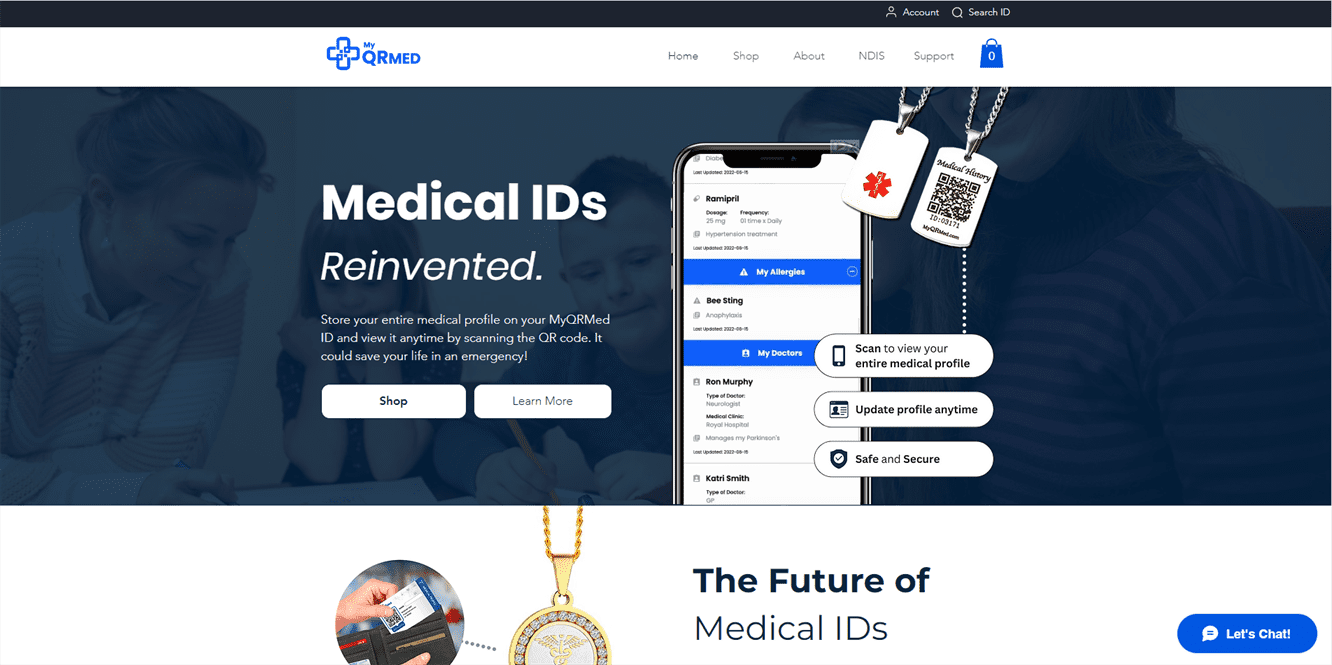 Account
Search ID
My
QRMED
Home
Shop
About
NDIS
Support
0
Medical IDs
Reinvented.
Store your entire medical profile on your MyQRMed
ID and view it anytime by scanning the QR code. It
could save your life in an emergency!
Shop
Learn More
Diabe
Last Updated: 2022-08-15
Ramipril
Dosage: Frequency:
25 mg 01 time x Daily
Hypertension treatment
Last Updated: 2022-08-15
My Allergies
Bee Sting
Anaphylaxis
Last Updated: 2022-08-15
My Doctors
Ron Murphy
Type of Doctor:
Neurologist
Medical Clinic:
Royal Hospital
Manages my Parkinson's
Last Updated: 2022-08-15
Katri Smith
Type of Doctor:
GP
Medical History
ID:03171
MyQRMed.com
Scan to view your
entire medical profile
Update profile anytime
Safe and Secure
The Future of
Medical IDs
Let's Chat!